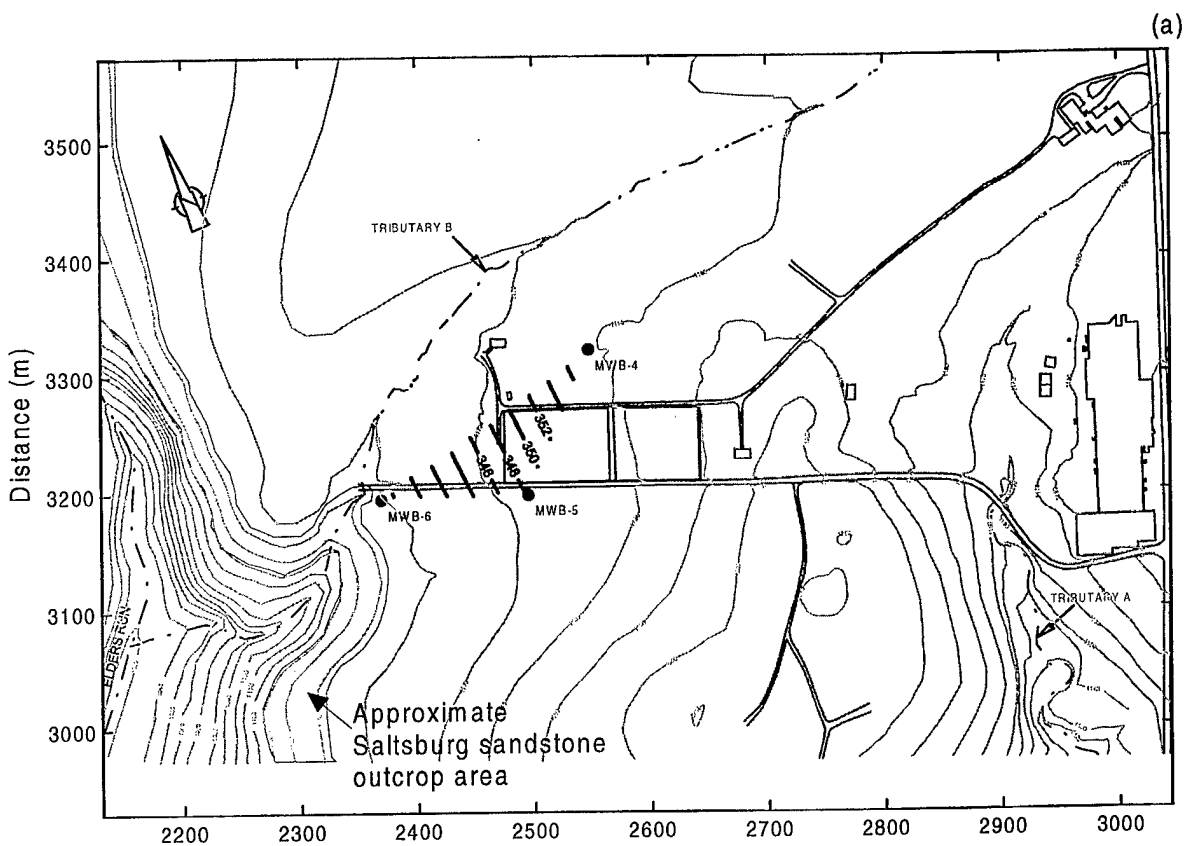 (a)
3500
TRIBUTARY B
3400
MWB-4
3300
352
350
348
346
3200
MWB-6
MWB-5
3100
TRIBUTARY A
ELDERS RUN
3000
Approximate
Saltsburg sandstone
outcrop area
Distance (m)
2200 2300 2400 2500 2600 2700 2800 2900 3000